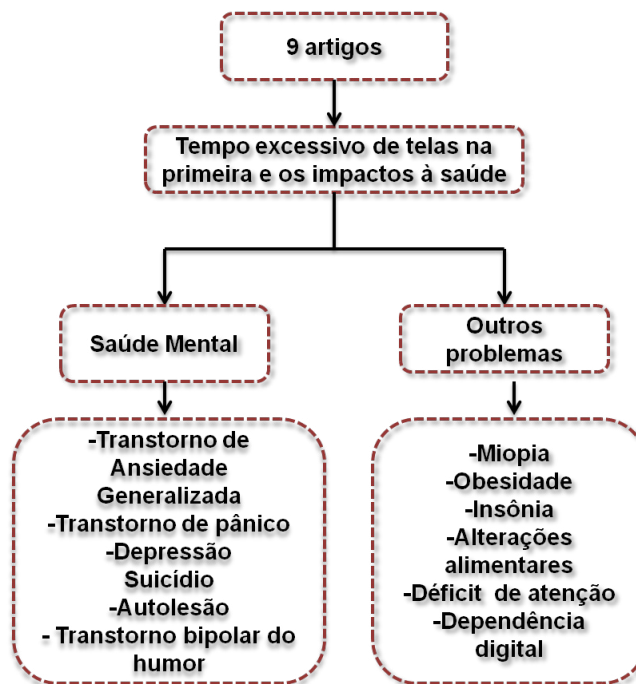 9 artigos
Tempo excessivo de telas na
primeira e os impactos à saúde
Saúde Mental
-Transtorno de
Ansiedade
Generalizada
-Transtorno de pânico
-Depressão
Suicídio
-Autolesão
- Transtorno bipolar do
humor
Outros
problemas
-Miopia
-Obesidade
-Insônia
-Alterações
alimentares
-Déficit de atenção
-Dependência
digital